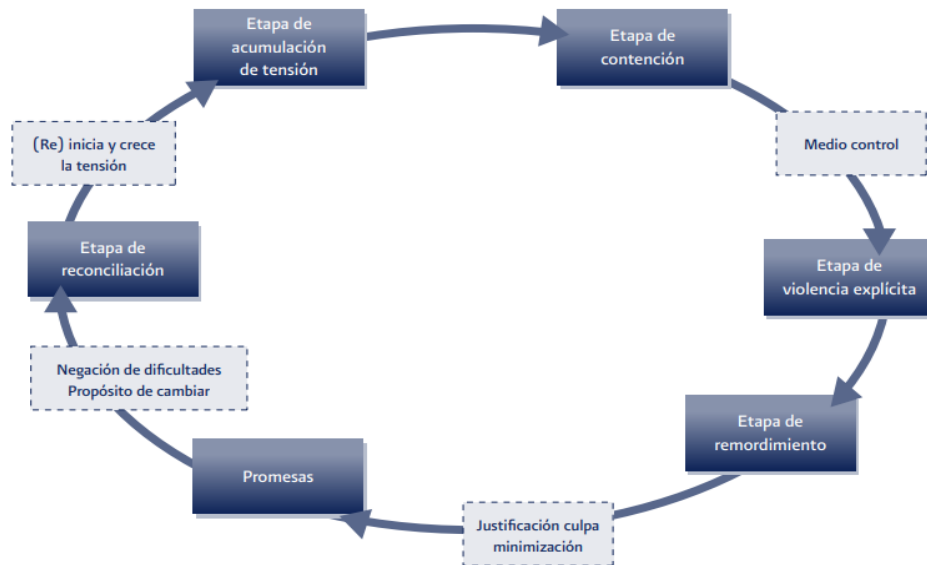 Etapa de
acumulación
de tensión
Etapa de
contención
Medio control
Etapa de
violencia explícita
Etapa de
remordimiento
Justificación culpa
minimización
Promesas
Negación de dificultades
Propósito de cambiar
Etapa de
reconciliación
(Re) inicia y crece
la tensión